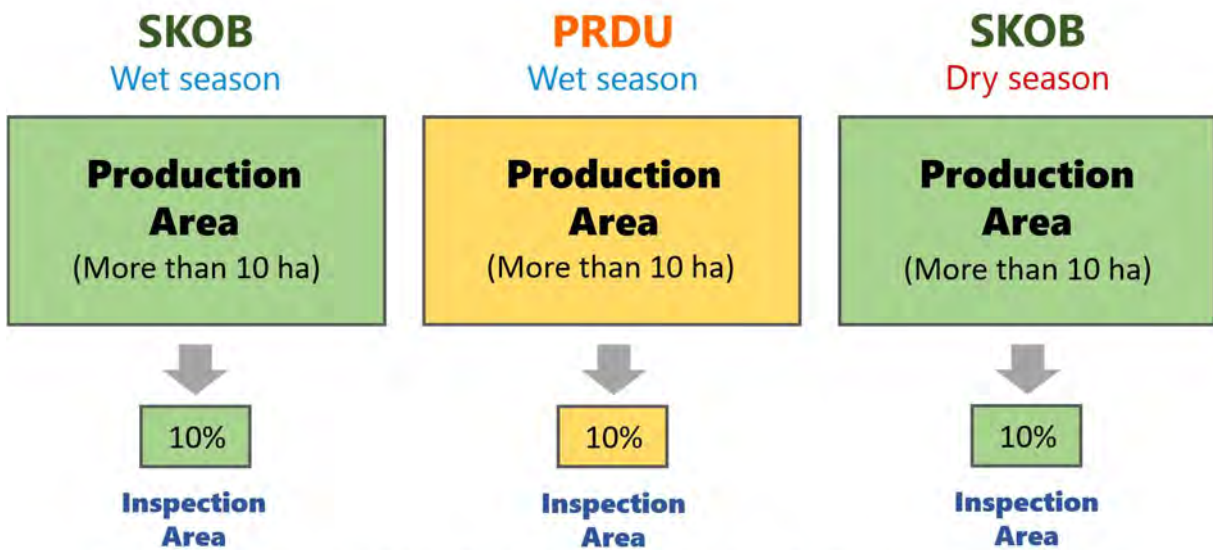 SKOB
Wet season
Production
Area
(More than 10 ha)
10%
Inspection
Area
PRDU
Wet season
Production
Area
(More than 10 ha)
10%
Inspection
Area
SKOB
Dry season
Production
Area
(More than 10 ha)
10%
Inspection
Area